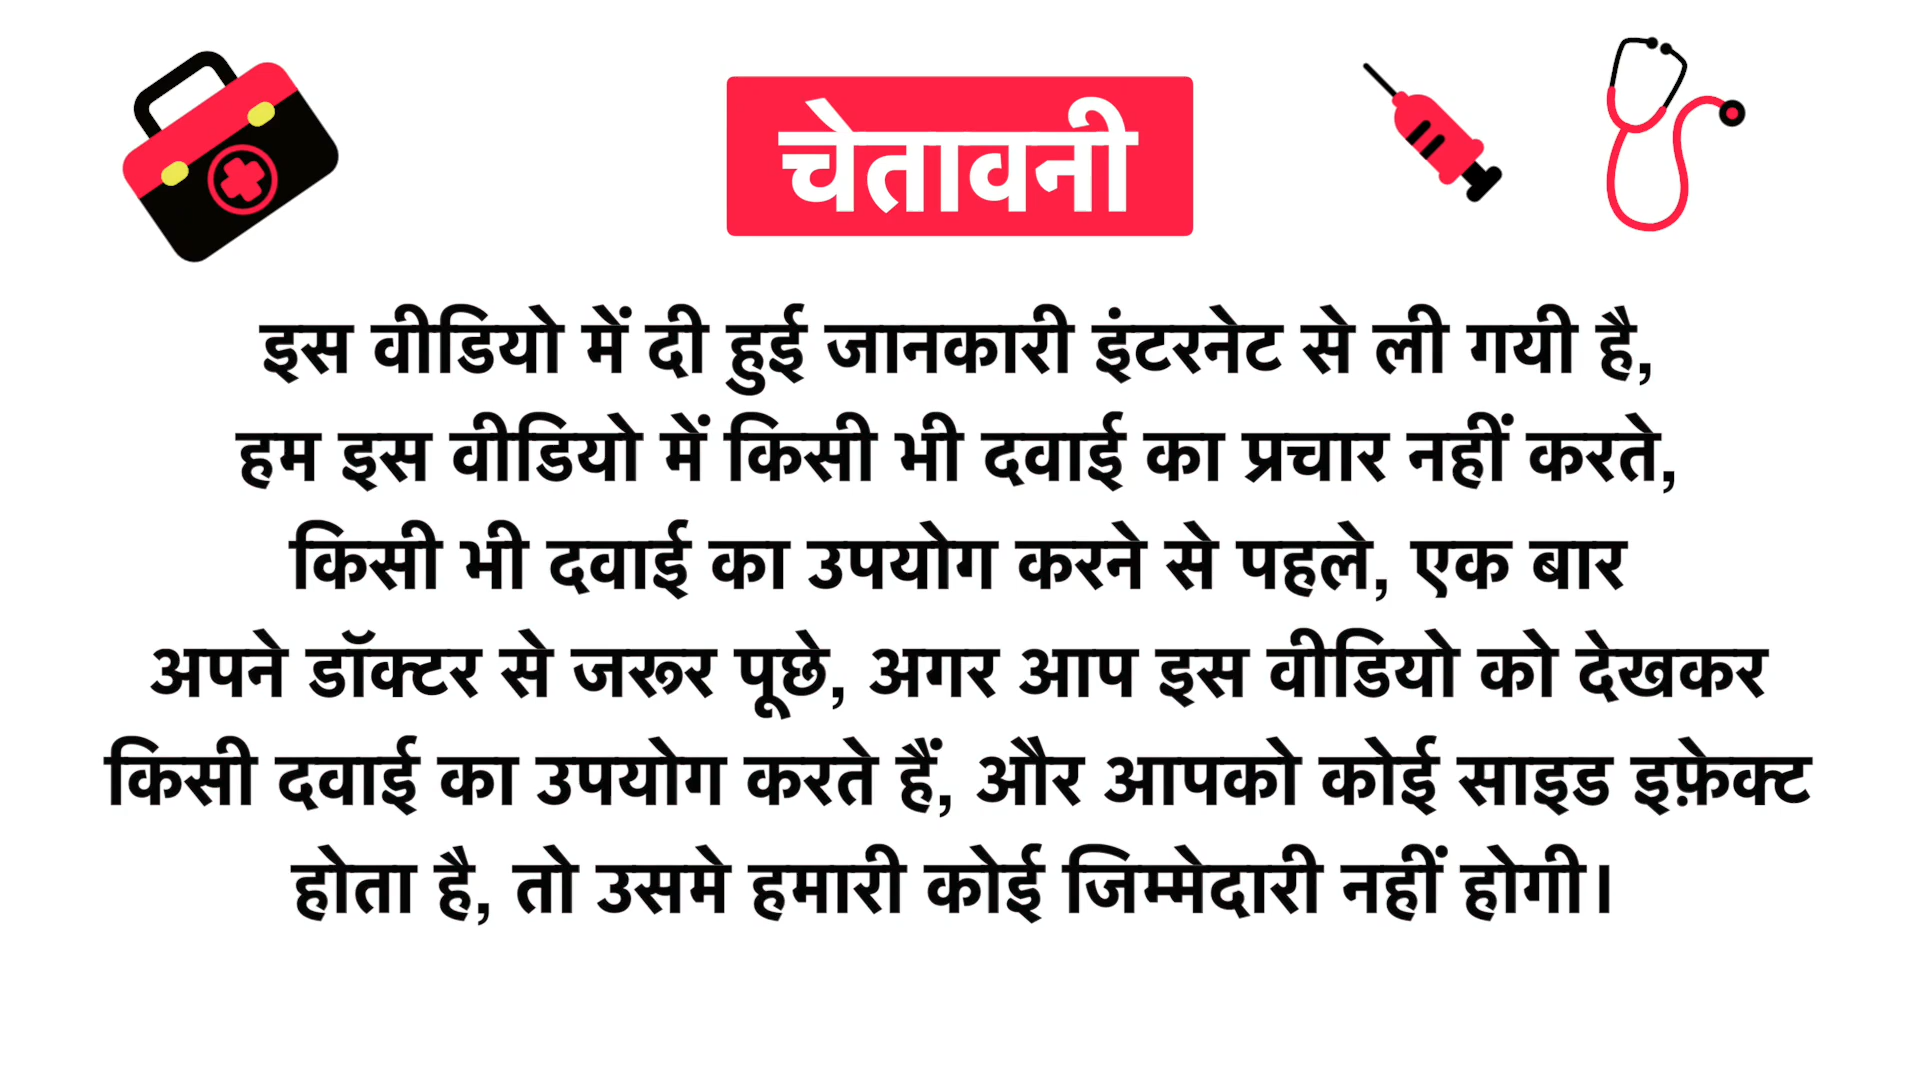 चेतावनी
इस वीडियो में दी हुई जानकारी इंटरनेट से ली गयी है,
हम इस वीडियो में किसी भी दवाई का प्रचार नहीं करते,
किसी भी दवाई का उपयोग करने से पहले, एक बार
अपने डॉक्टर से जरूर पूछे, अगर आप इस वीडियो को देखकर
किसी दवाई का उपयोग करते हैं, और आपको कोई साइड इफ़ेक्ट
होता है, तो उसमे हमारी कोई जिम्मेदारी नहीं होगी।